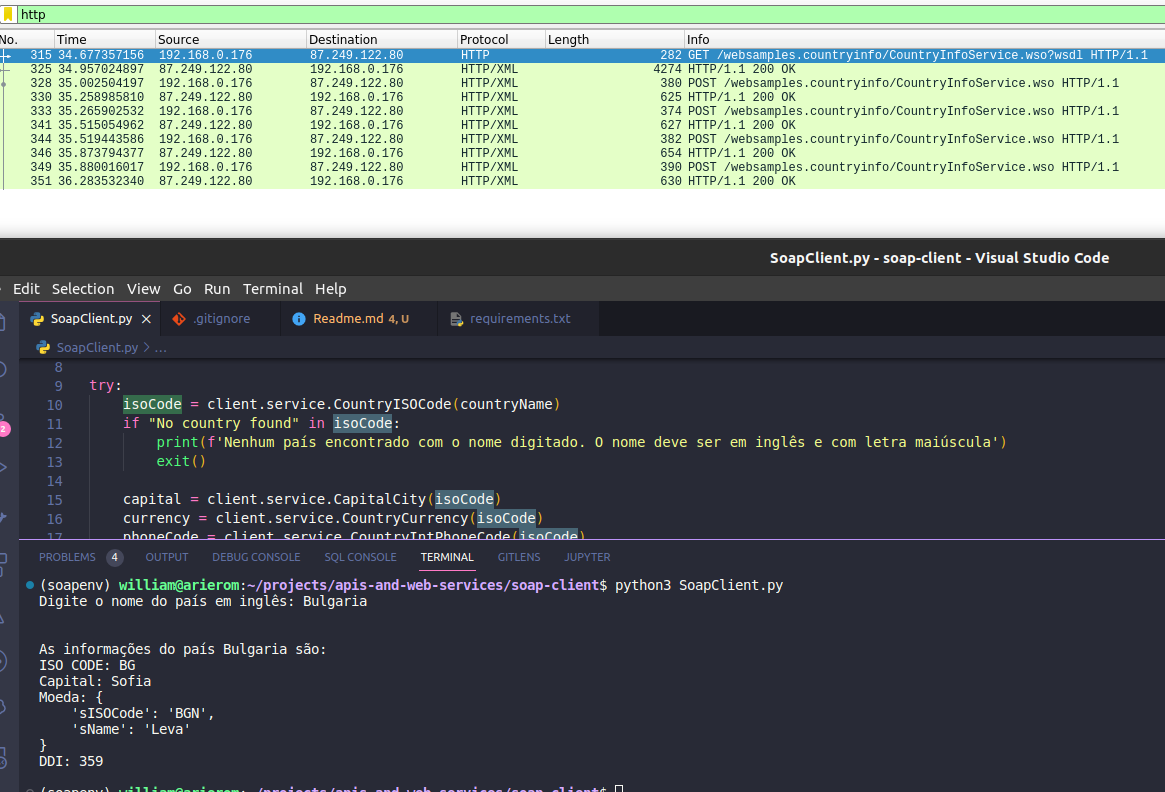 http
No. Time Source Destination Protocol Length Info
315 34.677357156 192.168.0.176 87.249.122.80 HTTP 282 GET /websamples.countryinfo/CountryInfoService.wso?wsdl HTTP/1.1
325 34.957024897 87.249.122.80 192.168.0.176 HTTP/XML 4274 HTTP/1.1 200 OK
328 35.002504197 192.168.0.176 87.249.122.80 HTTP/XML 380 POST /websamples.countryinfo/CountryInfoService.wso HTTP/1.1
330 35.258985810 87.249.122.80 192.168.0.176 HTTP/XML 625 HTTP/1.1 200 OK
333 35.265902532 192.168.0.176 87.249.122.80 HTTP/XML 374 POST /websamples.countryinfo/CountryInfoService.wso HTTP/1.1
341 35.515054962 87.249.122.80 192.168.0.176 HTTP/XML 627 HTTP/1.1 200 OK
344 35.519443586 192.168.0.176 87.249.122.80 HTTP/XML 382 POST /websamples.countryinfo/CountryInfoService.wso HTTP/1.1
346 35.873794377 87.249.122.80 192.168.0.176 HTTP/XML 654 HTTP/1.1 200 OK
349 35.880016017 192.168.0.176 87.249.122.80 HTTP/XML 390 POST /websamples.countryinfo/CountryInfoService.wso HTTP/1.1
351 36.283532340 87.249.122.80 192.168.0.176 HTTP/XML 630 HTTP/1.1 200 OK
SoapClient.py - soap-client - Visual Studio Code
Edit Selection View Go Run Terminal Help
SoapClient.py .gitignore Readme.md 4, U requirements.txt
SoapClient.py > ...
8
9 try:
10 isoCode = client.service.CountryISOCode(countryName)
11 if "No country found" in isoCode:
12 print(f'Nenhum país encontrado com o nome digitado. O nome deve ser em inglês e com letra maiúscula')
13 exit()
14
15 capital = client.service.CapitalCity(isoCode)
16 currency = client.service.CountryCurrency(isoCode)
17 phoneCode = client.service.CountryIntPhoneCode(isoCode)
2
PROBLEMS 4 OUTPUT DEBUG CONSOLE SQL CONSOLE TERMINAL GITLENS JUPYTER
(soapenv) william@arierom:~/projects/apis-and-web-services/soap-client$ python3 SoapClient.py
Digite o nome do país em inglês: Bulgaria
As informações do país Bulgaria são:
ISO CODE: BG
Capital: Sofia
Moeda: {
'sISOCode': 'BGN',
'sName': 'Leva'
}
DDI: 359
(soapenv) william@arierom:~/projects/apis-and-web-services/soap-client$